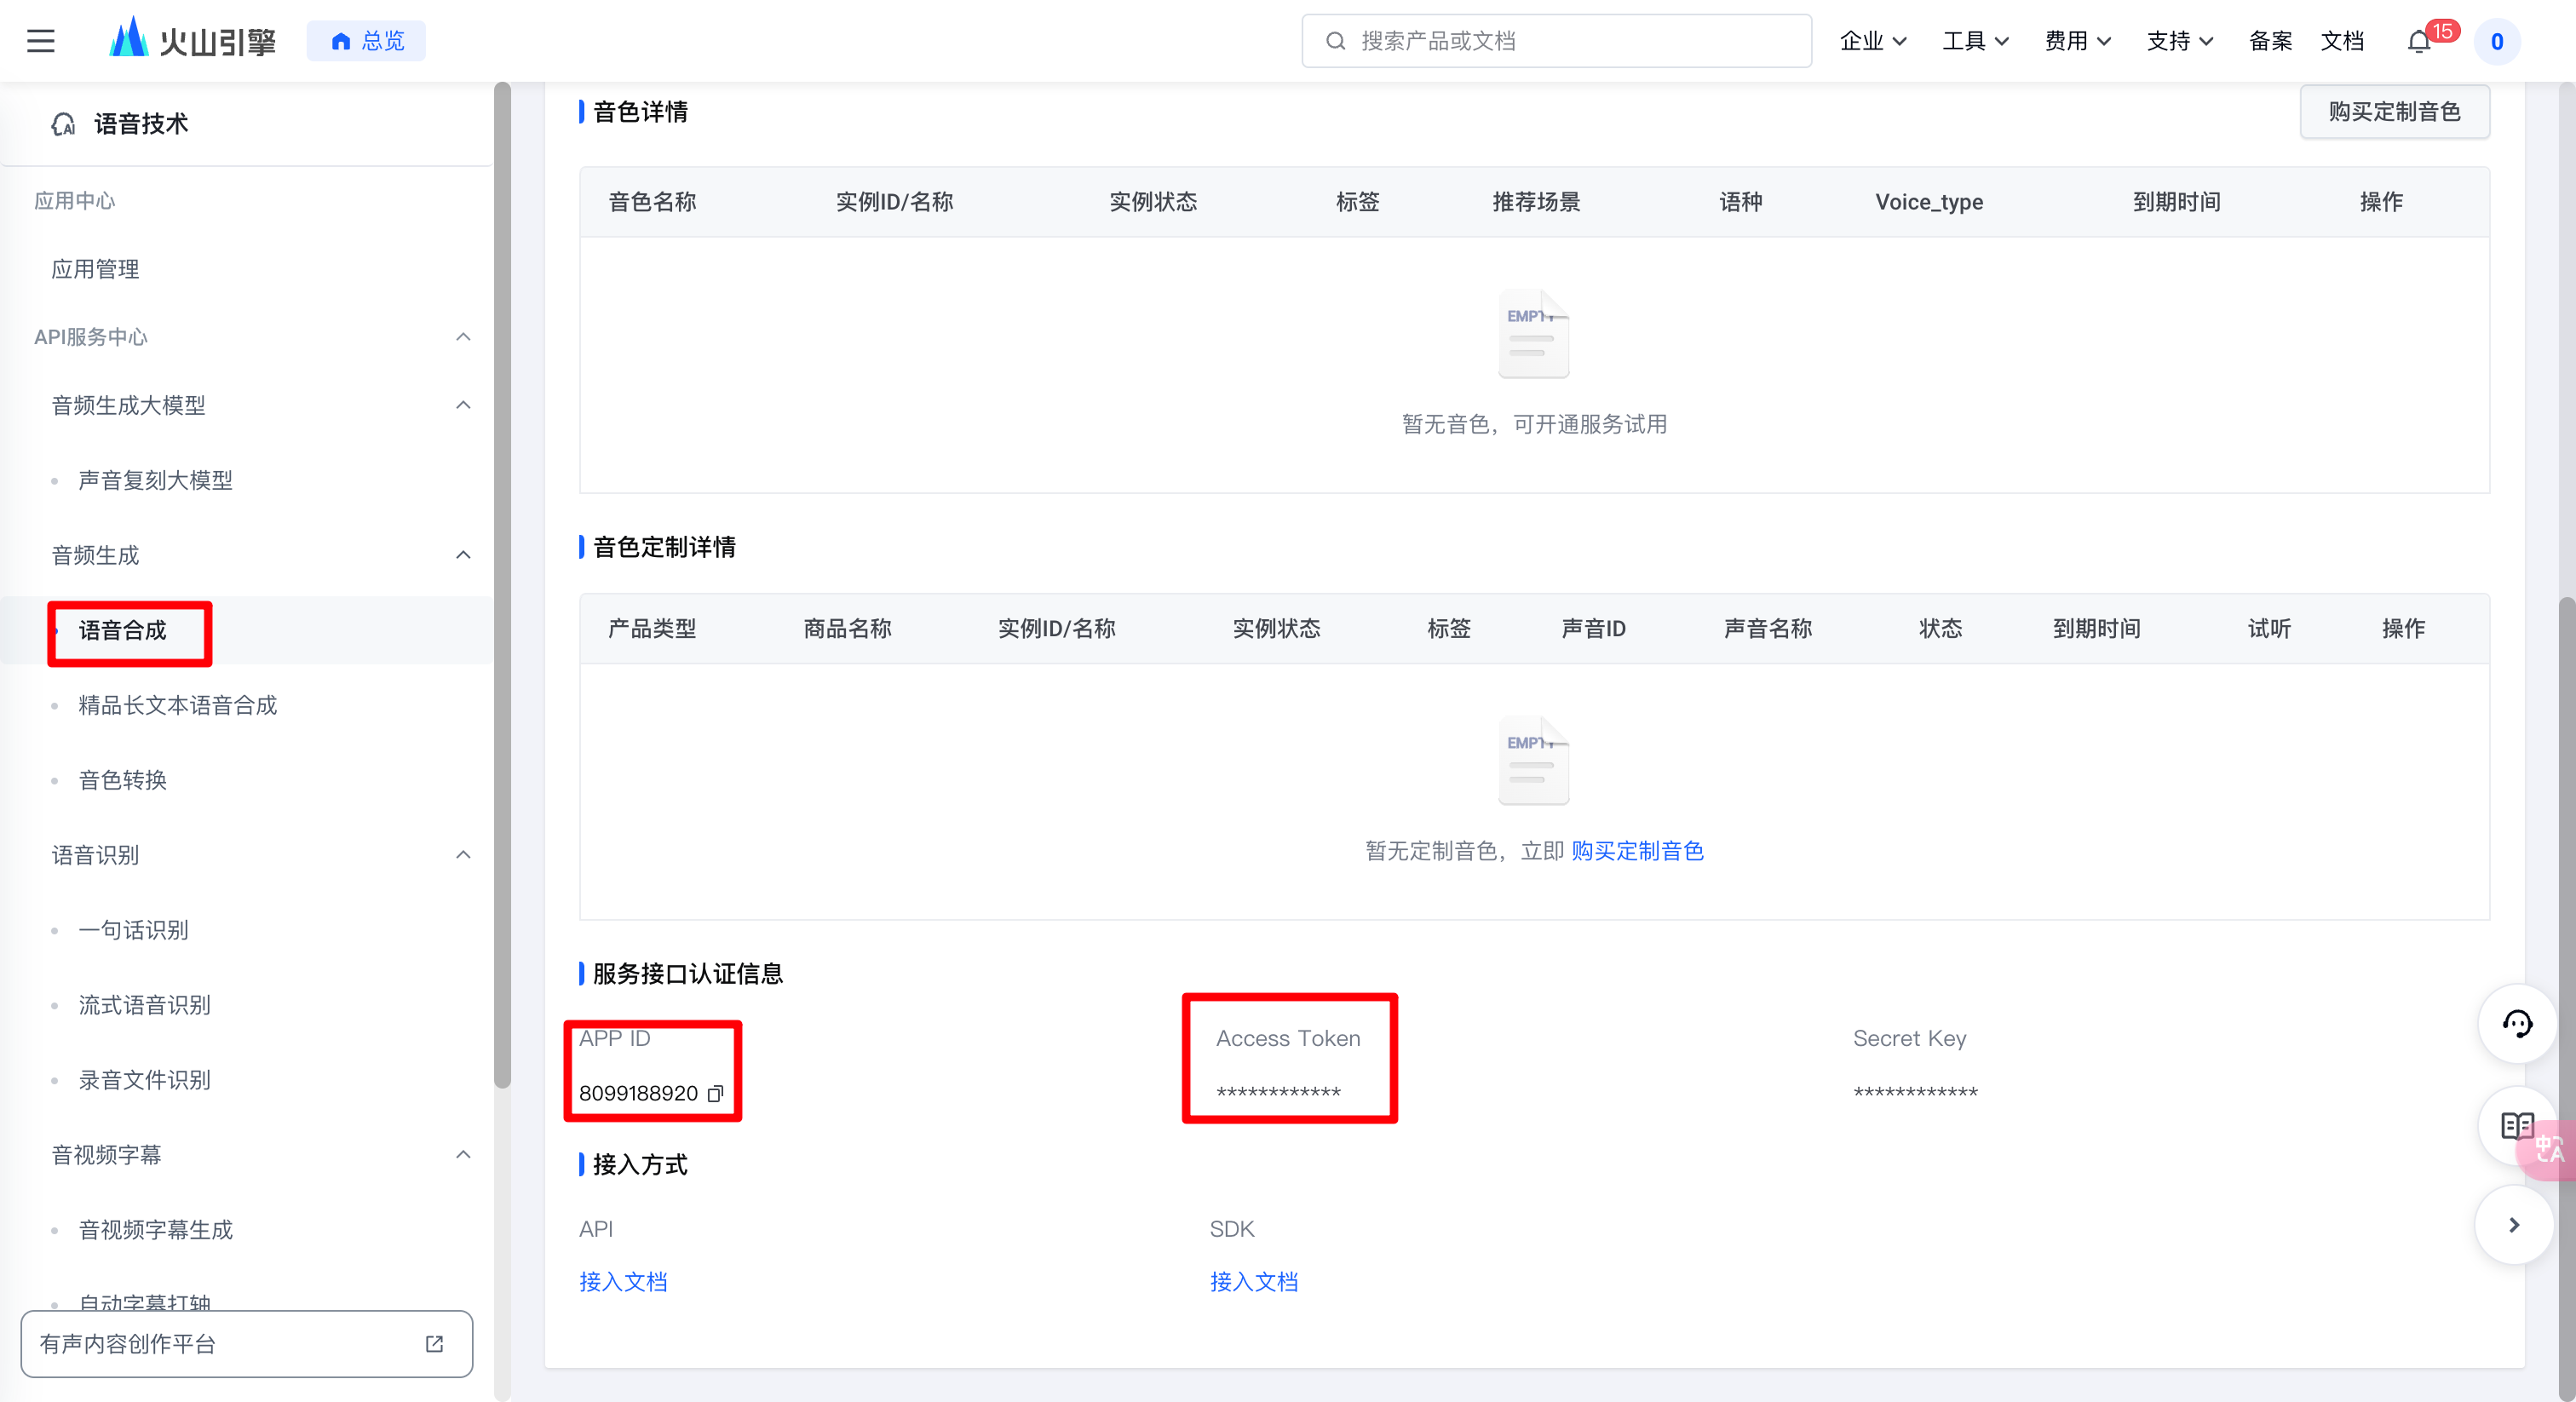 火山引擎
总览
搜索产品或文档
企业
工具
费用
支持
备案
文档
15
0
语音技术
应用中心
应用管理
API服务中心
音频生成大模型
声音复刻大模型
音频生成
语音合成
精品长文本语音合成
音色转换
语音识别
一句话识别
流式语音识别
录音文件识别
音视频字幕
音视频字幕生成
自动字幕打轴
有声内容创作平台
音色详情
购买定制音色
音色名称 实例ID/名称 实例状态 标签 推荐场景 语种 Voice_type 到期时间 操作
EMPTY
暂无音色，可开通服务试用
音色定制详情
产品类型 商品名称 实例ID/名称 实例状态 标签 声音ID 声音名称 状态 到期时间 试听 操作
EMPTY
暂无定制音色，立即 购买定制音色
服务接口认证信息
APP ID Access Token Secret Key
8099188920 ************ ************
接入方式
API SDK
接入文档 接入文档
中
A